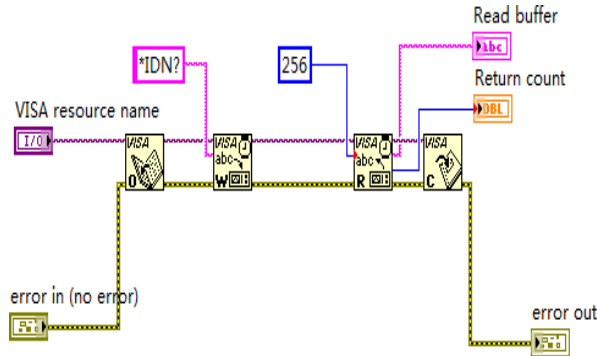 Read buffer
abc
*IDN?
256
Return count
DBL
VISA resource name
I/O
VISA
O
VISA
abc
W
VISA
abc
R
VISA
C
error in (no error)
error out